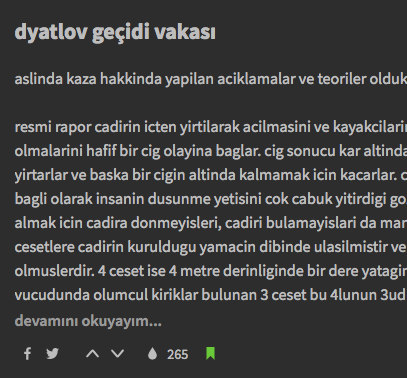 dyatlov geçidi vakası
aslinda kaza hakkinda yapilan aciklamalar ve teoriler olduk
resmi rapor cadirin icten yirtilarak acilmasini ve kayakcilarin
olmalarini hafif bir cig olayina baglar. cig sonucu kar altinda
yirtarlar ve baska bir cigin altinda kalmamak icin kacarlar.
bagli olarak insanin dusunme yetisini cok cabuk yitirdigi
almak icin cadira donmeyisleri, cadiri bulamayislari da
cesetlere cadirin kuruldugu yamacin dibinde ulasilmistir ve
olmuslerdir. 4 ceset ise 4 metre derinliginde bir dere
vucudunda olumcul kiriklar bulunan 3 ceset bu 4lunun
devamını okuyayım...
265